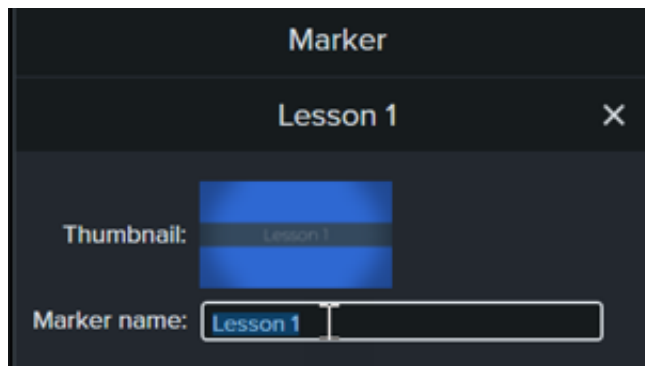 Marker
Lesson 1
Thumbnail:
Lesson 1
Marker name: Lesson 1